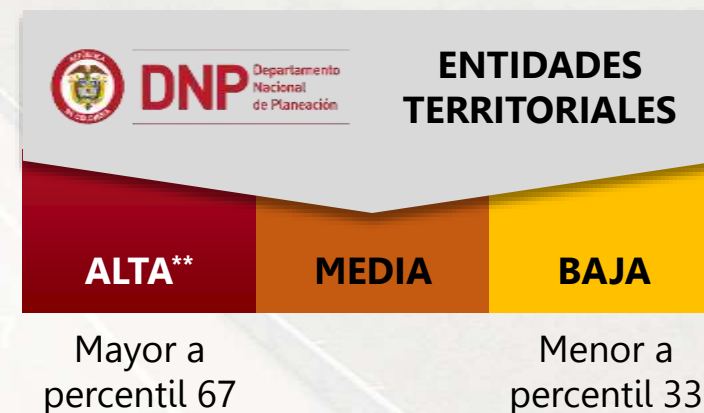 DNP
Departamento
Nacional
de Planeación
ENTIDADES
TERRITORIALES
ALTA**
MEDIA
BAJA
Mayor a
percentil 67
Menor a
percentil 33